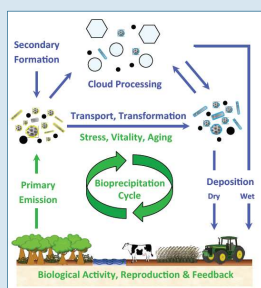 Secondary
Formation
Cloud Processing
Transport, Transformation
Stress, Vitality, Aging
Primary
Emission
Bioprecipitation
Cycle
Deposition
Dry Wet
Biological Activity, Reproduction & Feedback